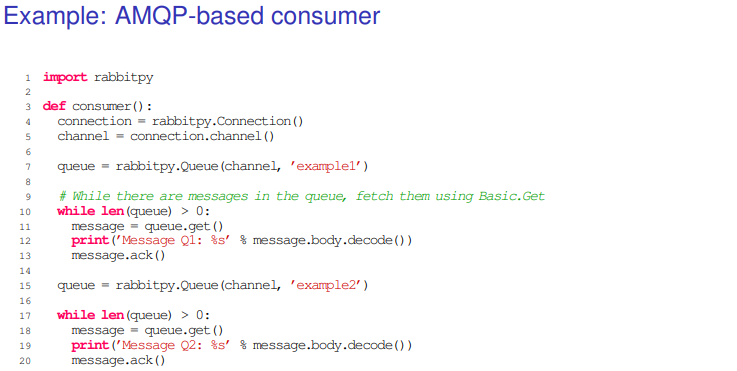 Example: AMQP-based consumer
1 import rabbitpy
2
3 def consumer():
4 connection = rabbitpy.Connection()
5 channel = connection.channel()
6
7 queue = rabbitpy.Queue(channel, ’example1’)
8
9 # While there are messages in the queue, fetch them using Basic.Get
10 while len(queue) > 0:
11 message = queue.get()
12 print(’Message Q1: %s’ % message.body.decode())
13 message.ack()
14
15 queue = rabbitpy.Queue(channel, ’example2’)
16
17 while len(queue) > 0:
18 message = queue.get()
19 print(’Message Q2: %s’ % message.body.decode())
20 message.ack()